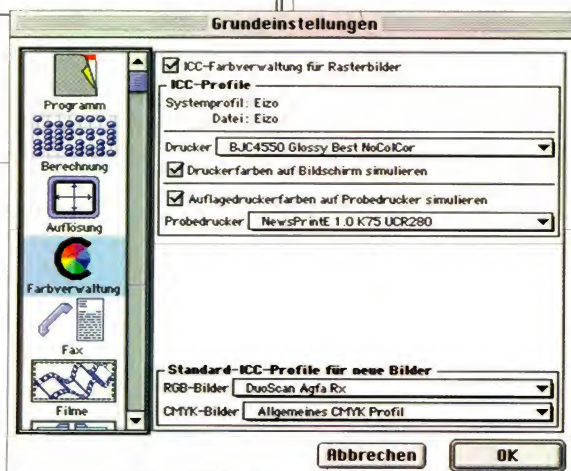 Grundeinstellungen
Programm
Berechnung
Auflösung
Farbverwaltung
Fax
Filme
ICC-Farbverwaltung für Rasterbilder
ICC-Profile
Systemprofil: Eizo
Datei: Eizo
Drucker BJC4550 Glossy Best NoColCor
Druckerfarben auf Bildschirm simulieren
Auflagedruckerfarben auf Probedrucker simulieren
Probedrucker NewsPrintE 1.0 K75 UCR280
Standard-ICC-Profile für neue Bilder
RGB-Bilder DuoScan Agfa Rx
CMYK-Bilder Allgemeines CMYK Profil
Abbrechen
OK